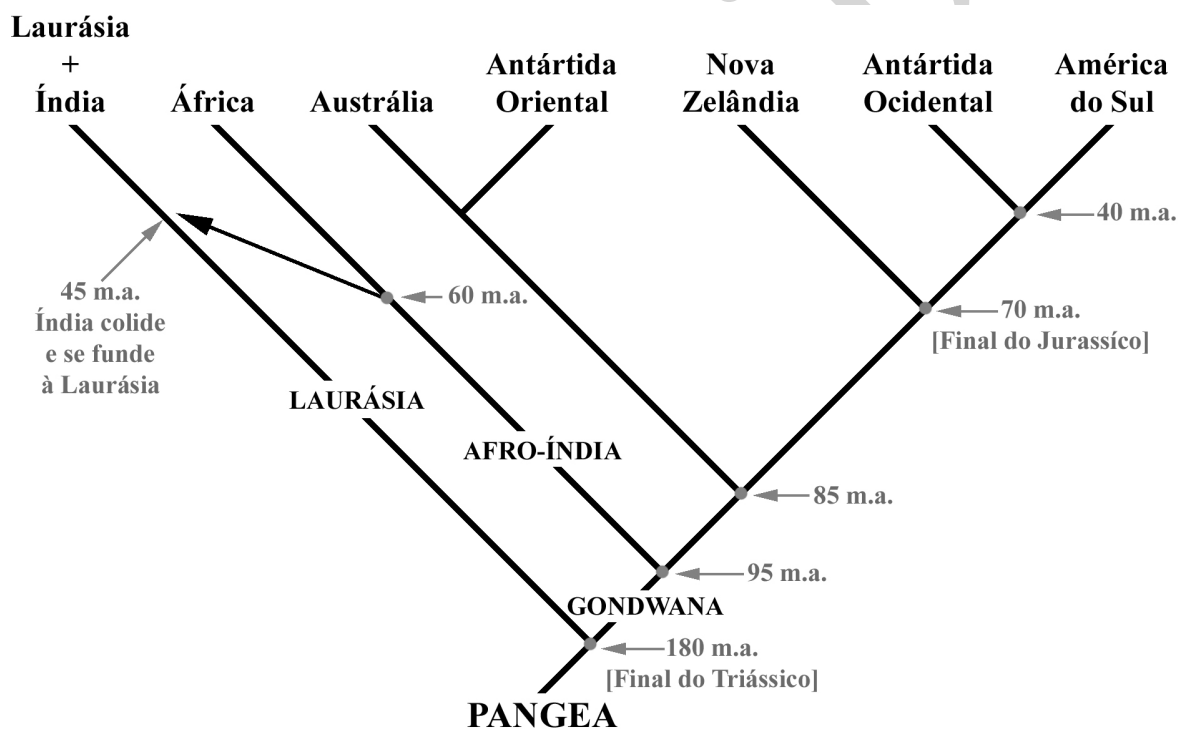 Laurásia
+
Índia
África
Austrália
Antártida
Oriental
Nova
Zelândia
Antártida
Ocidental
América
do Sul
40 m.a.
45 m.a.
Índia colide
e se funde
à Laurásia
60 m.a.
70 m.a.
[Final do Jurassíco]
LAURÁSIA
AFRO-ÍNDIA
85 m.a.
95 m.a.
GONDWANA
180 m.a.
[Final do Triássico]
PANGEA